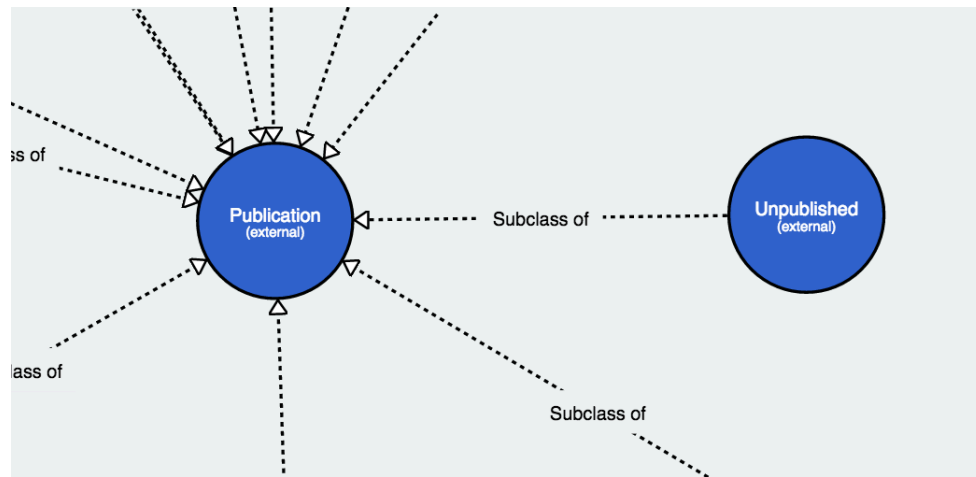 ss of
Publication
(external)
Subclass of
Unpublished
(external)
lass of
Subclass of